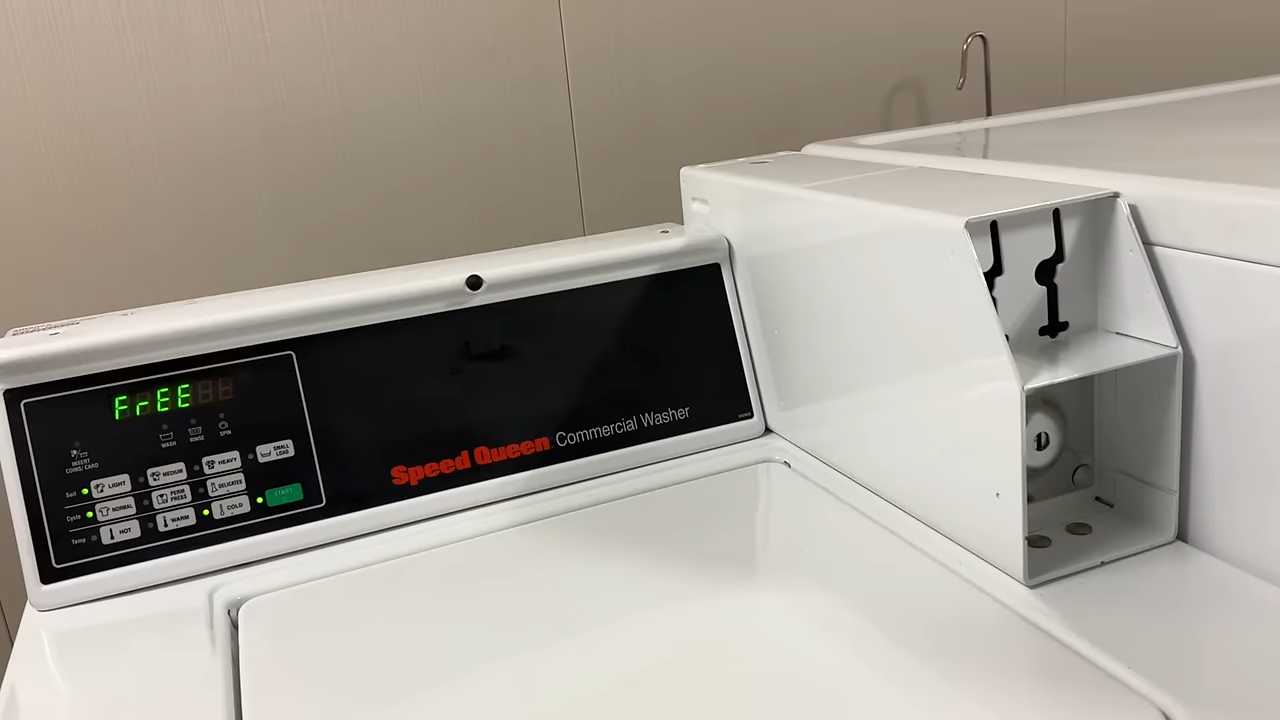 FrEE
WASH
RINSE
SPIN
INSERT
COINS/CARD
Soil
LIGHT
MEDIUM
HEAVY
SMALL
LOAD
Cycle
NORMAL
PERM
PRESS
DELICATES
START
Temp
HOT
WARM
COLD
Speed Queen Commercial Washer